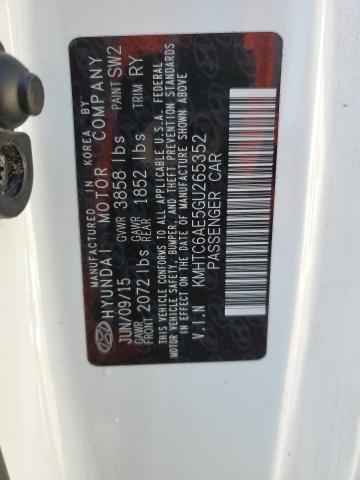 MANUFACTURED IN KOREA BY
HYUNDAI MOTOR COMPANY
JUN/09/15 GVWR 3858 lbs PAINT SW2
GAWR FRONT 2072 lbs GAWR REAR 1852 lbs TRIM RY
THIS VEHICLE CONFORMS TO ALL APPLICABLE U.S.A. FEDERAL
MOTOR VEHICLE SAFETY, BUMPER, AND THEFT PREVENTION STANDARDS
IN EFFECT ON THE DATE OF MANUFACTURE SHOWN ABOVE
V.I.N KMHTC6AE5GU265352
PASSENGER CAR